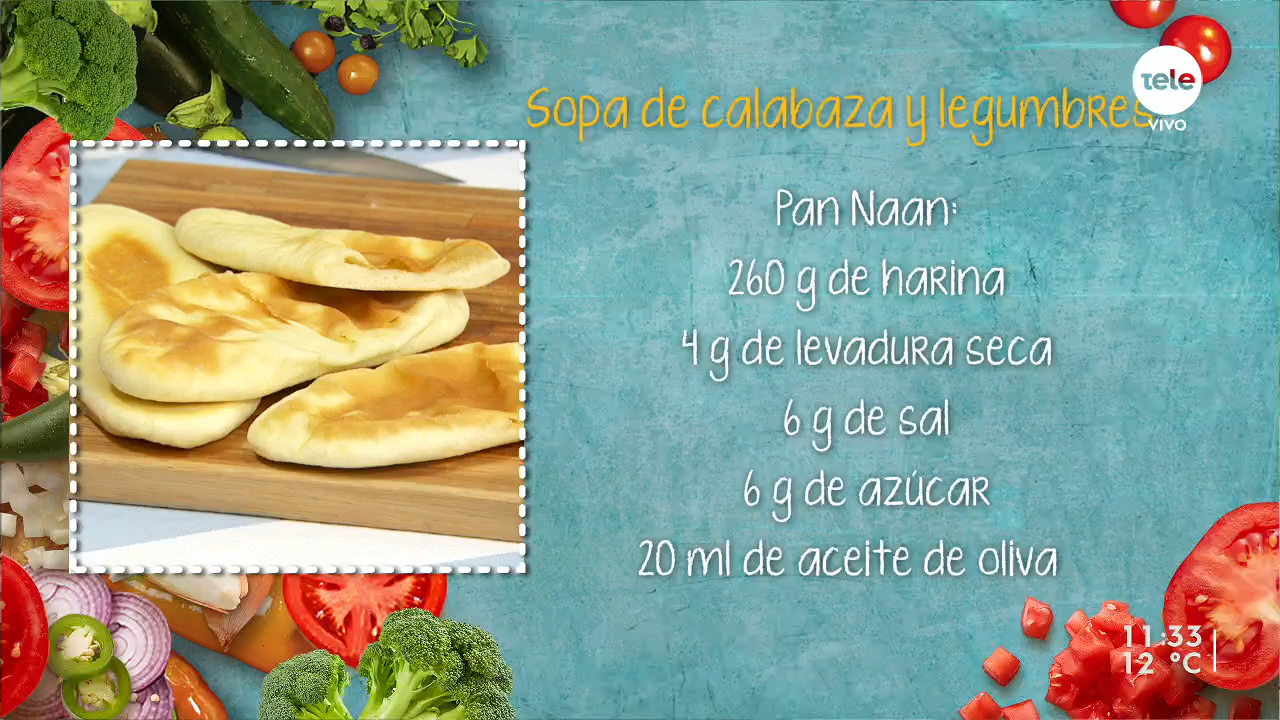 tele
VIVO
Sopa de calabaza y legumbres
Pan Naan:
260 g de harina
4 g de levadura seca
6 g de sal
6 g de azúcar
20 ml de aceite de oliva
11:33
12 °C